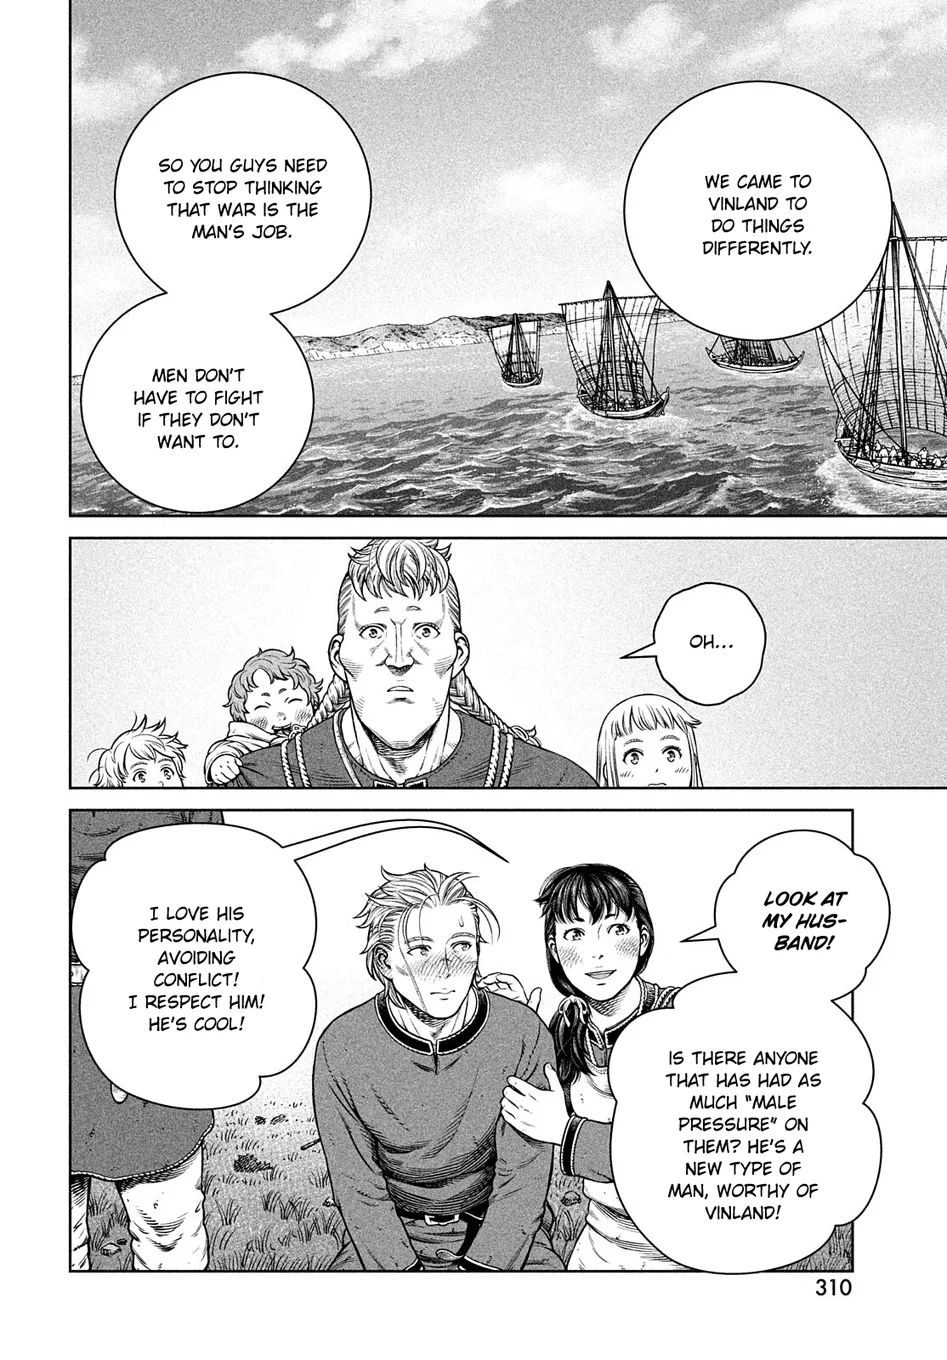 WE CAME TO
VINLAND TO
DO THINGS
DIFFERENTLY.
SO YOU GUYS NEED
TO STOP THINKING
THAT WAR IS THE
MAN'S JOB.
MEN DON'T
HAVE TO FIGHT
IF THEY DON'T
WANT TO.
OH...
LOOK AT
MY HUS-
BAND!
IS THERE ANYONE
THAT HAS HAD AS
MUCH "MALE
PRESSURE" ON
THEM? HE'S A
NEW TYPE OF
MAN, WORTHY OF
VINLAND!
I LOVE HIS
PERSONALITY,
AVOIDING
CONFLICT!
I RESPECT HIM!
HE'S COOL!
310